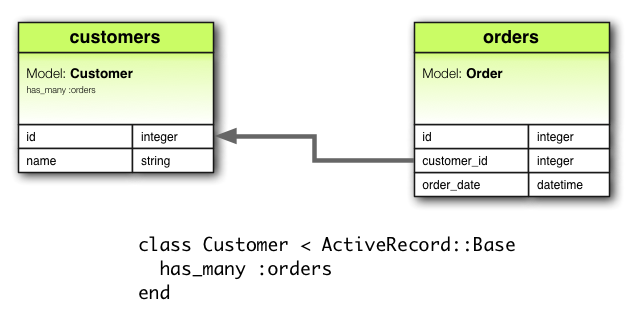 customers
Model: Customer
has_many :orders
id integer
name string
orders
Model: Order
id integer
customer_id integer
order_date datetime
class Customer < ActiveRecord::Base
  has_many :orders
end